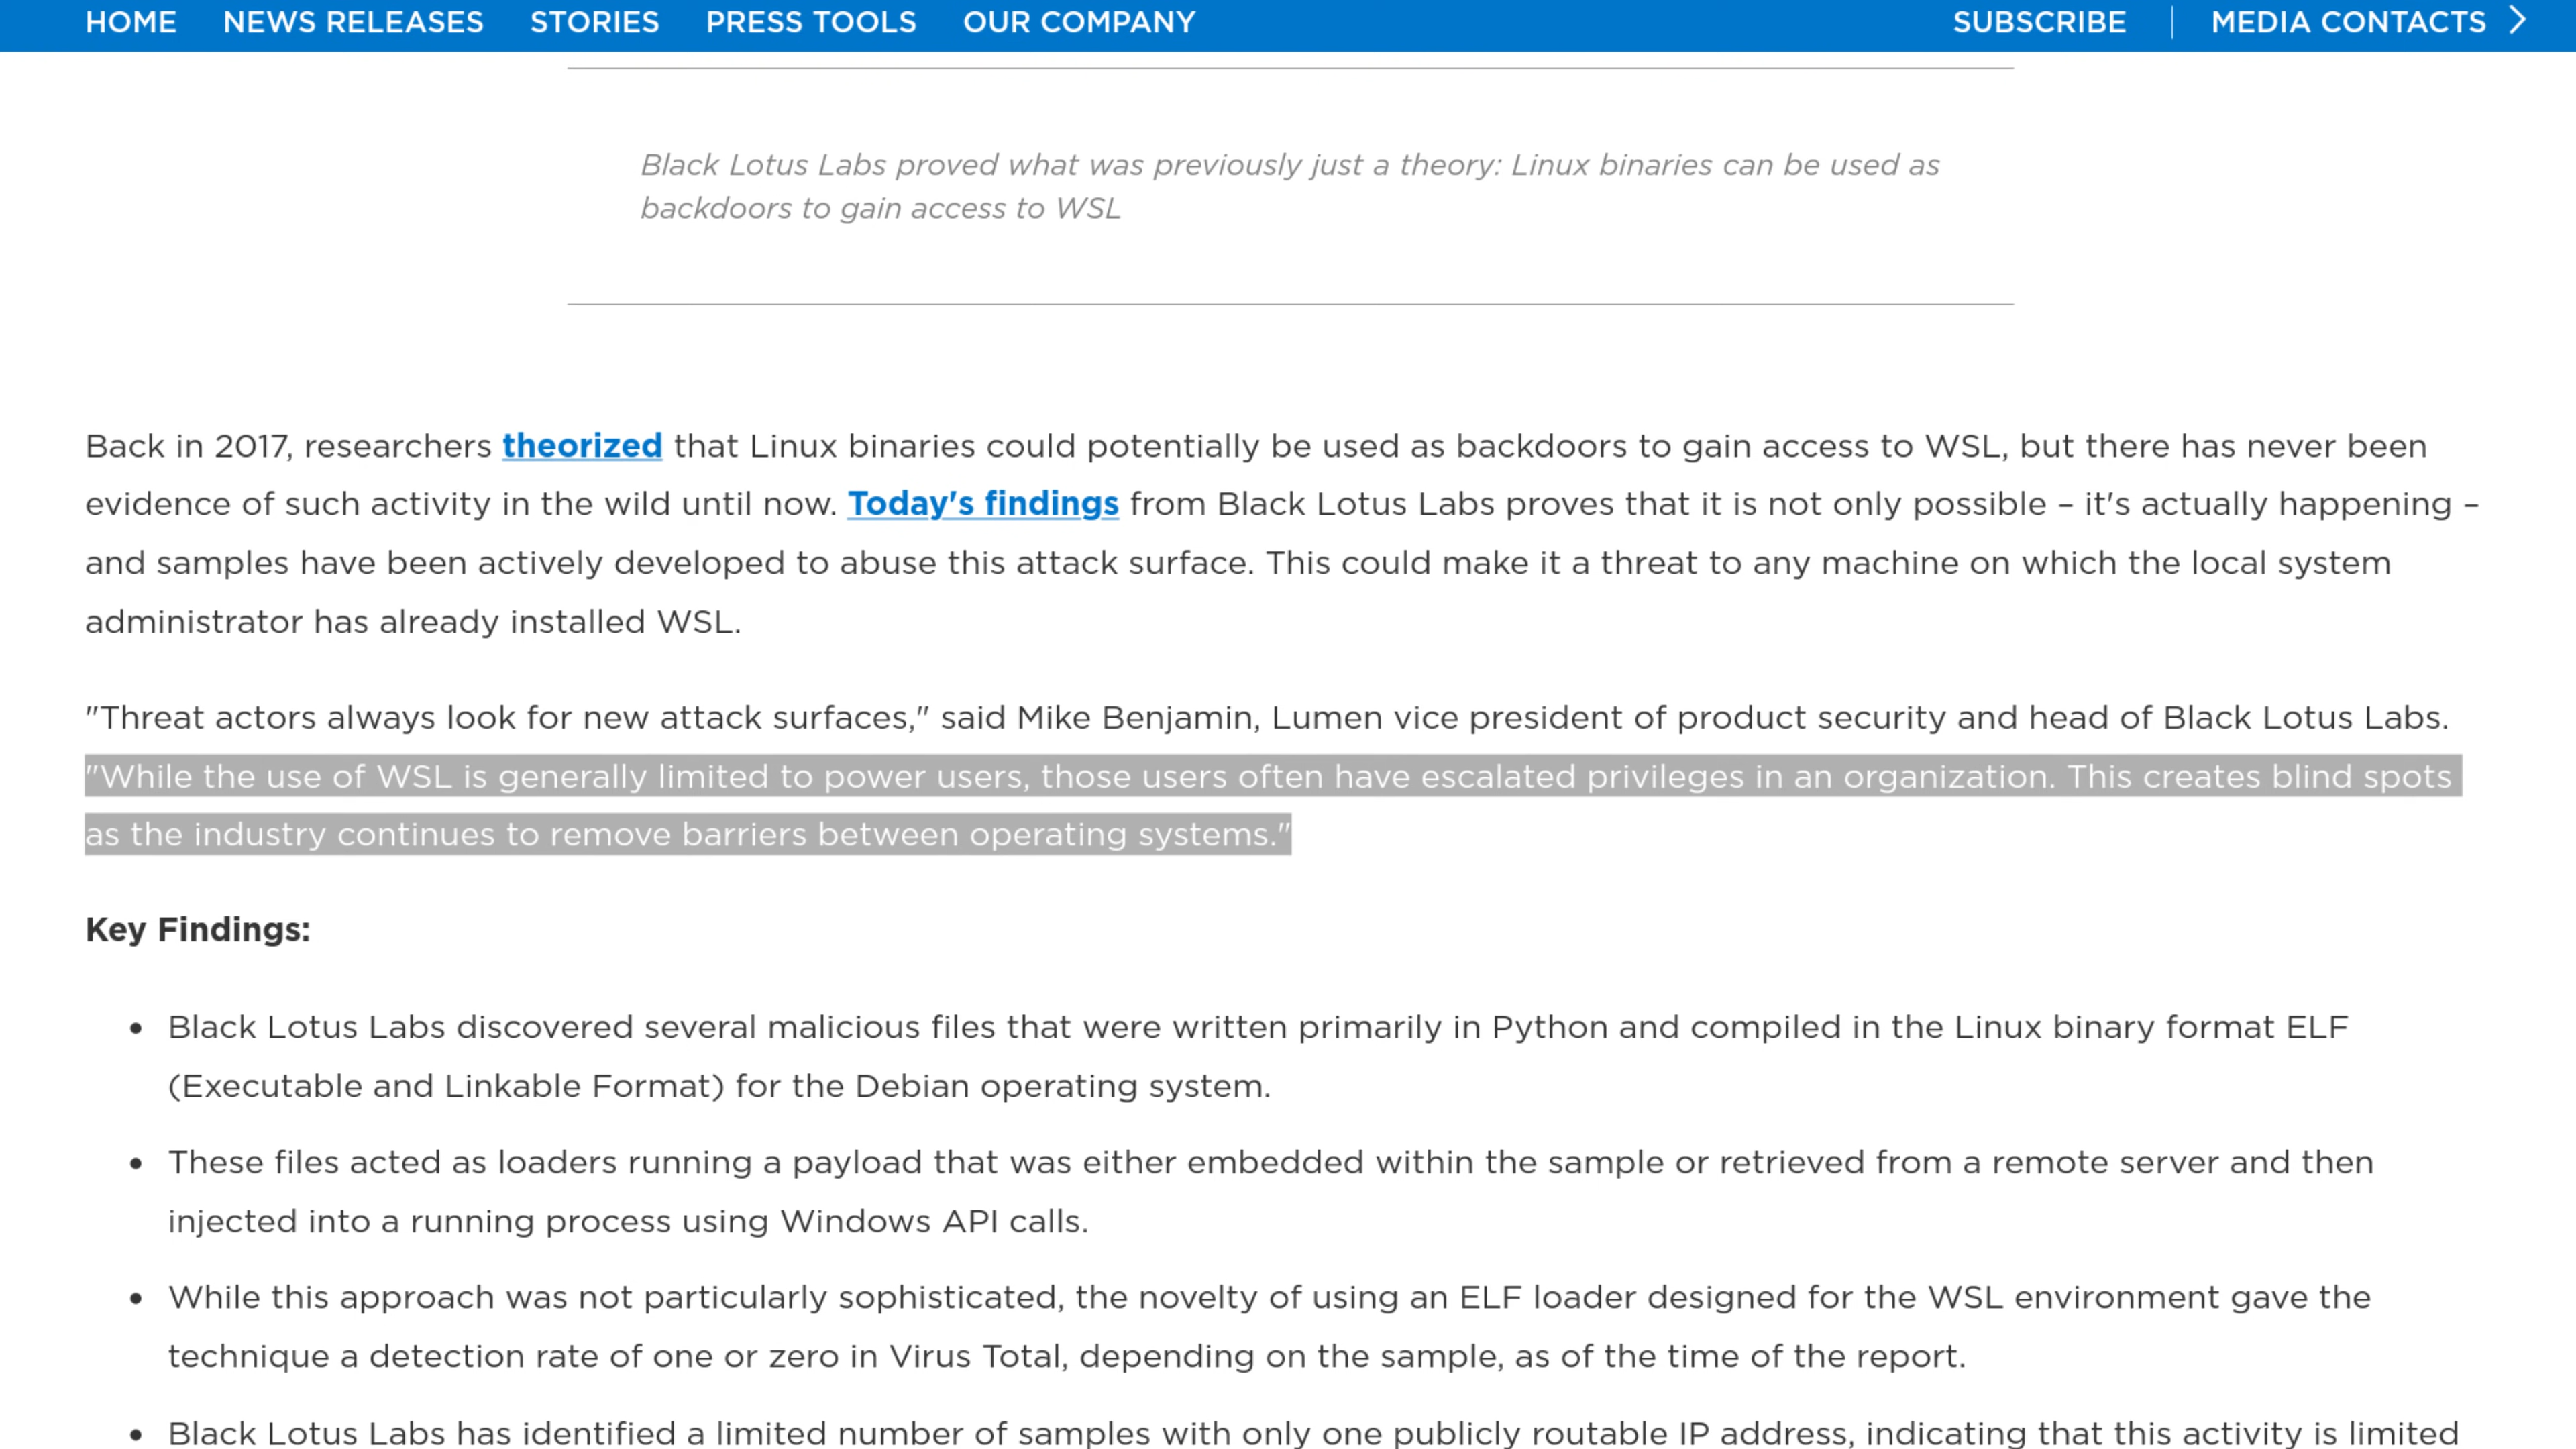 HOME NEWS RELEASES STORIES PRESS TOOLS OUR COMPANY SUBSCRIBE MEDIA CONTACTS
Black Lotus Labs proved what was previously just a theory: Linux binaries can be used as
backdoors to gain access to WSL
Back in 2017, researchers theorized that Linux binaries could potentially be used as backdoors to gain access to WSL, but there has never been
evidence of such activity in the wild until now. Today's findings from Black Lotus Labs proves that it is not only possible – it's actually happening –
and samples have been actively developed to abuse this attack surface. This could make it a threat to any machine on which the local system
administrator has already installed WSL.
"Threat actors always look for new attack surfaces," said Mike Benjamin, Lumen vice president of product security and head of Black Lotus Labs.
"While the use of WSL is generally limited to power users, those users often have escalated privileges in an organization. This creates blind spots
as the industry continues to remove barriers between operating systems."
Key Findings:
• Black Lotus Labs discovered several malicious files that were written primarily in Python and compiled in the Linux binary format ELF
(Executable and Linkable Format) for the Debian operating system.
• These files acted as loaders running a payload that was either embedded within the sample or retrieved from a remote server and then
injected into a running process using Windows API calls.
• While this approach was not particularly sophisticated, the novelty of using an ELF loader designed for the WSL environment gave the
technique a detection rate of one or zero in Virus Total, depending on the sample, as of the time of the report.
• Black Lotus Labs has identified a limited number of samples with only one publicly routable IP address, indicating that this activity is limited